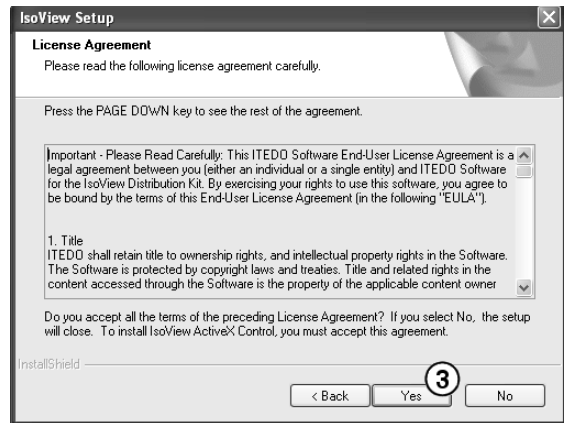 IsoView Setup
License Agreement
Please read the following license agreement carefully.
Press the PAGE DOWN key to see the rest of the agreement.
Important - Please Read Carefully: This ITEDO Software End-User License Agreement is a
legal agreement between you (either an individual or a single entity) and ITEDO Software
for the IsoView Distribution Kit. By exercising your rights to use this software, you agree to
be bound by the terms of this End-User License Agreement (in the following "EULA").
1. Title
ITEDO shall retain title to ownership rights, and intellectual property rights in the Software.
The Software is protected by copyright laws and treaties. Title and related rights in the
content accessed through the Software is the property of the applicable content owner
Do you accept all the terms of the preceding License Agreement? If you select No, the setup
will close. To install IsoView ActiveX Control, you must accept this agreement.
InstallShield
3
< Back Yes No